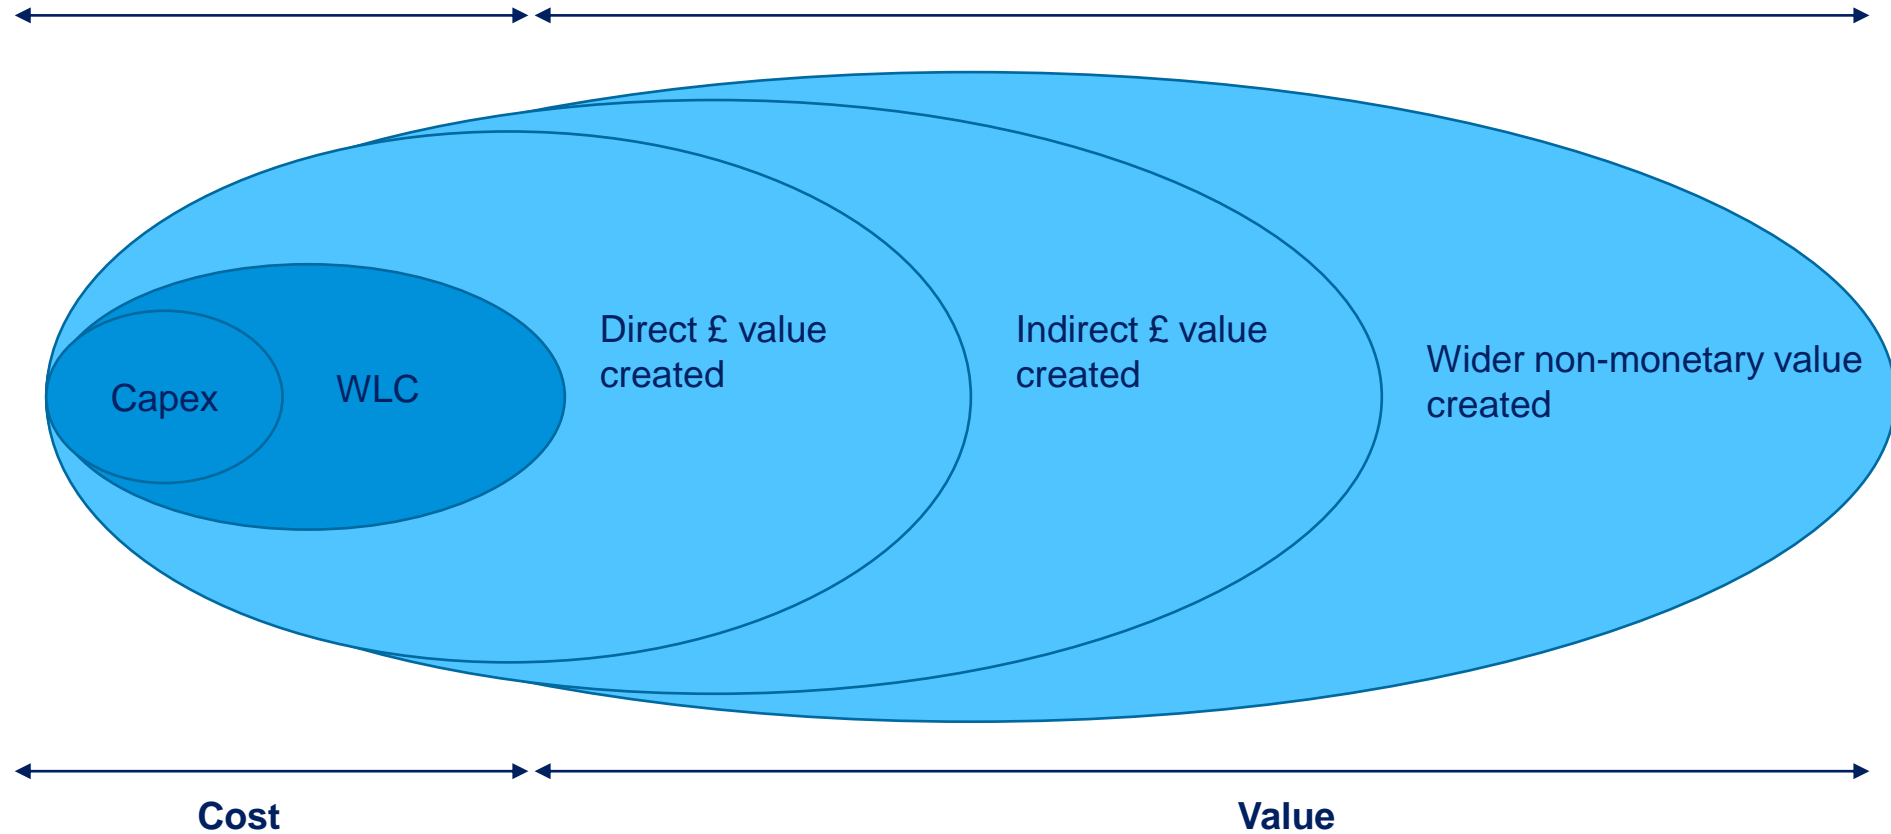 Capex
WLC
Direct £ value
created
Indirect £ value
created
Wider non-monetary value
created
Cost
Value